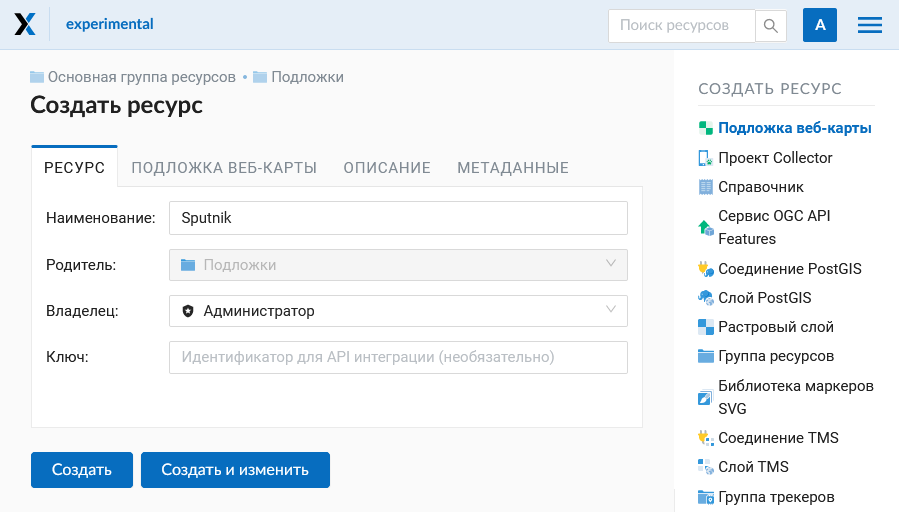 experimental
Поиск ресурсов
A
Основная группа ресурсов • Подложки
Создать ресурс
РЕСУРС
ПОДЛОЖКА ВЕБ-КАРТЫ
ОПИСАНИЕ
МЕТАДАННЫЕ
Наименование: Sputnik
Родитель: Подложки
Владелец: Администратор
Ключ: Идентификатор для API интеграции (необязательно)
Создать
Создать и изменить
СОЗДАТЬ РЕСУРС
Подложка веб-карты
Проект Collector
Справочник
Сервис OGC API
Features
Соединение PostGIS
Слой PostGIS
Растровый слой
Группа ресурсов
Библиотека маркеров
SVG
Соединение TMS
Слой TMS
Группа трекеров